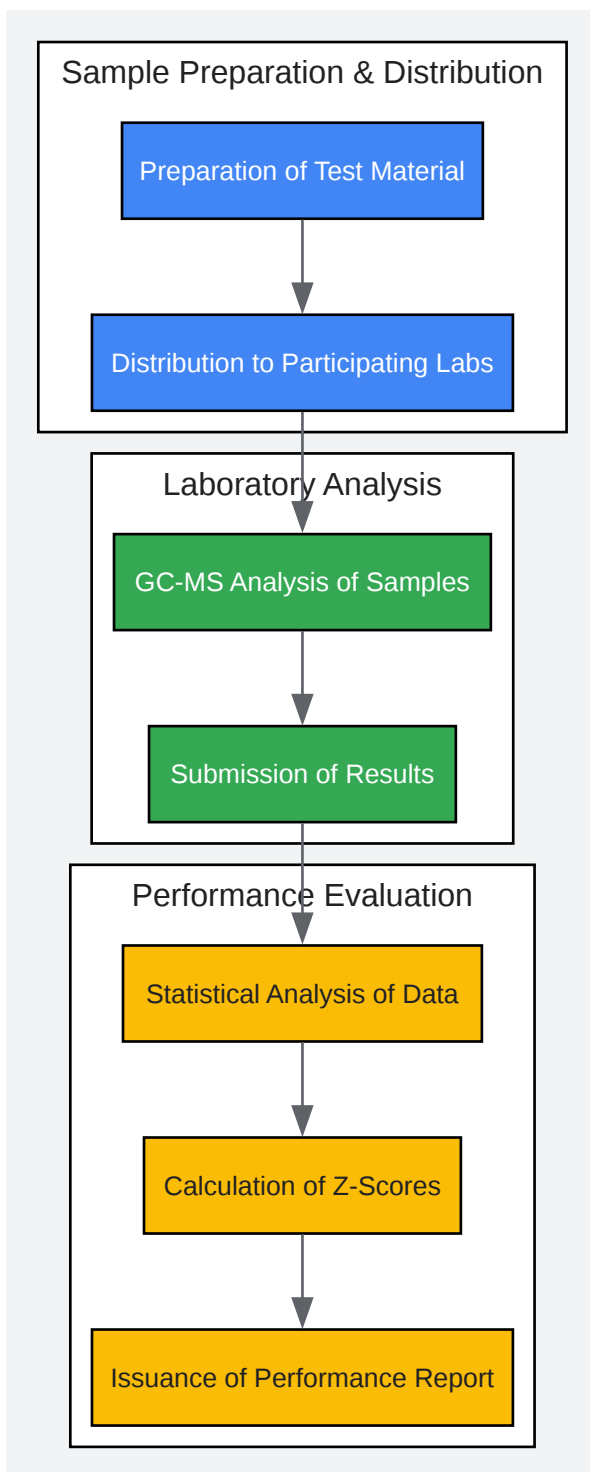 Sample Preparation & Distribution
Preparation of Test Material
Distribution to Participating Labs
Laboratory Analysis
GC-MS Analysis of Samples
Submission of Results
Performance Evaluation
Statistical Analysis of Data
Calculation of Z-Scores
Issuance of Performance Report